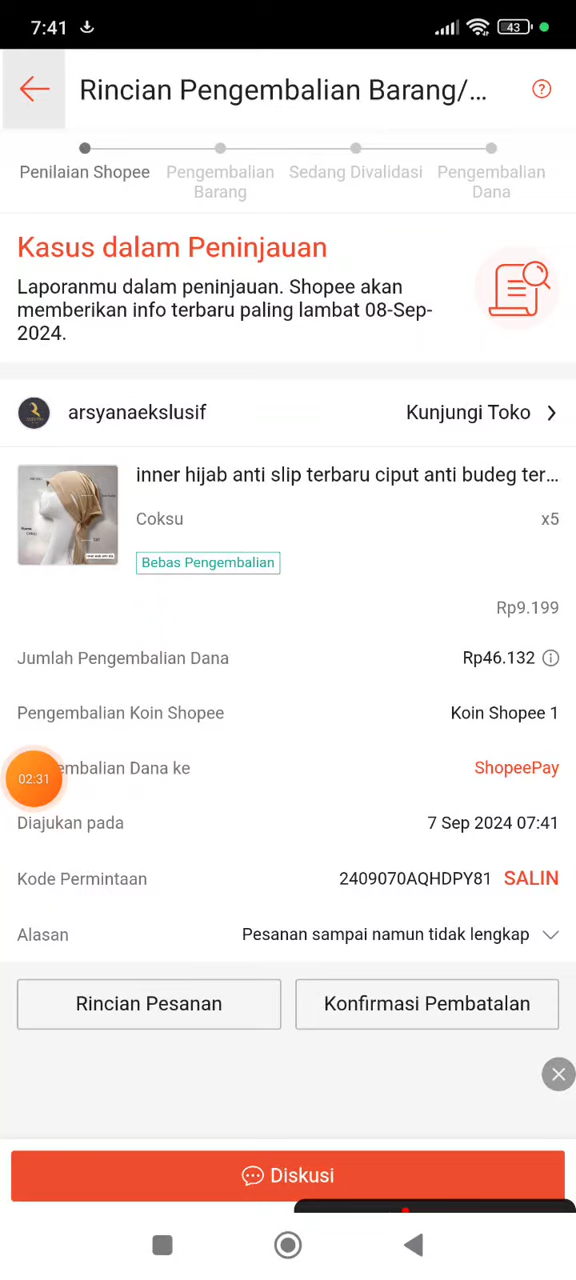 7:41
43
Rincian Pengembalian Barang/...
Penilaian Shopee
Pengembalian Barang
Sedang Divalidasi
Pengembalian Dana
Kasus dalam Peninjauan
Laporanmu dalam peninjauan. Shopee akan
memberikan info terbaru paling lambat 08-Sep-
2024.
arsyanaekslusif Kunjungi Toko
inner hijab anti slip terbaru ciput anti budeg ter...
Coksu x5
Bebas Pengembalian
Rp9.199
Jumlah Pengembalian Dana Rp46.132
Pengembalian Koin Shopee Koin Shopee 1
02:31 embalian Dana ke ShopeePay
Diajukan pada 7 Sep 2024 07:41
Kode Permintaan 2409070AQHDPY81 SALIN
Alasan Pesanan sampai namun tidak lengkap
Rincian Pesanan Konfirmasi Pembatalan
Diskusi